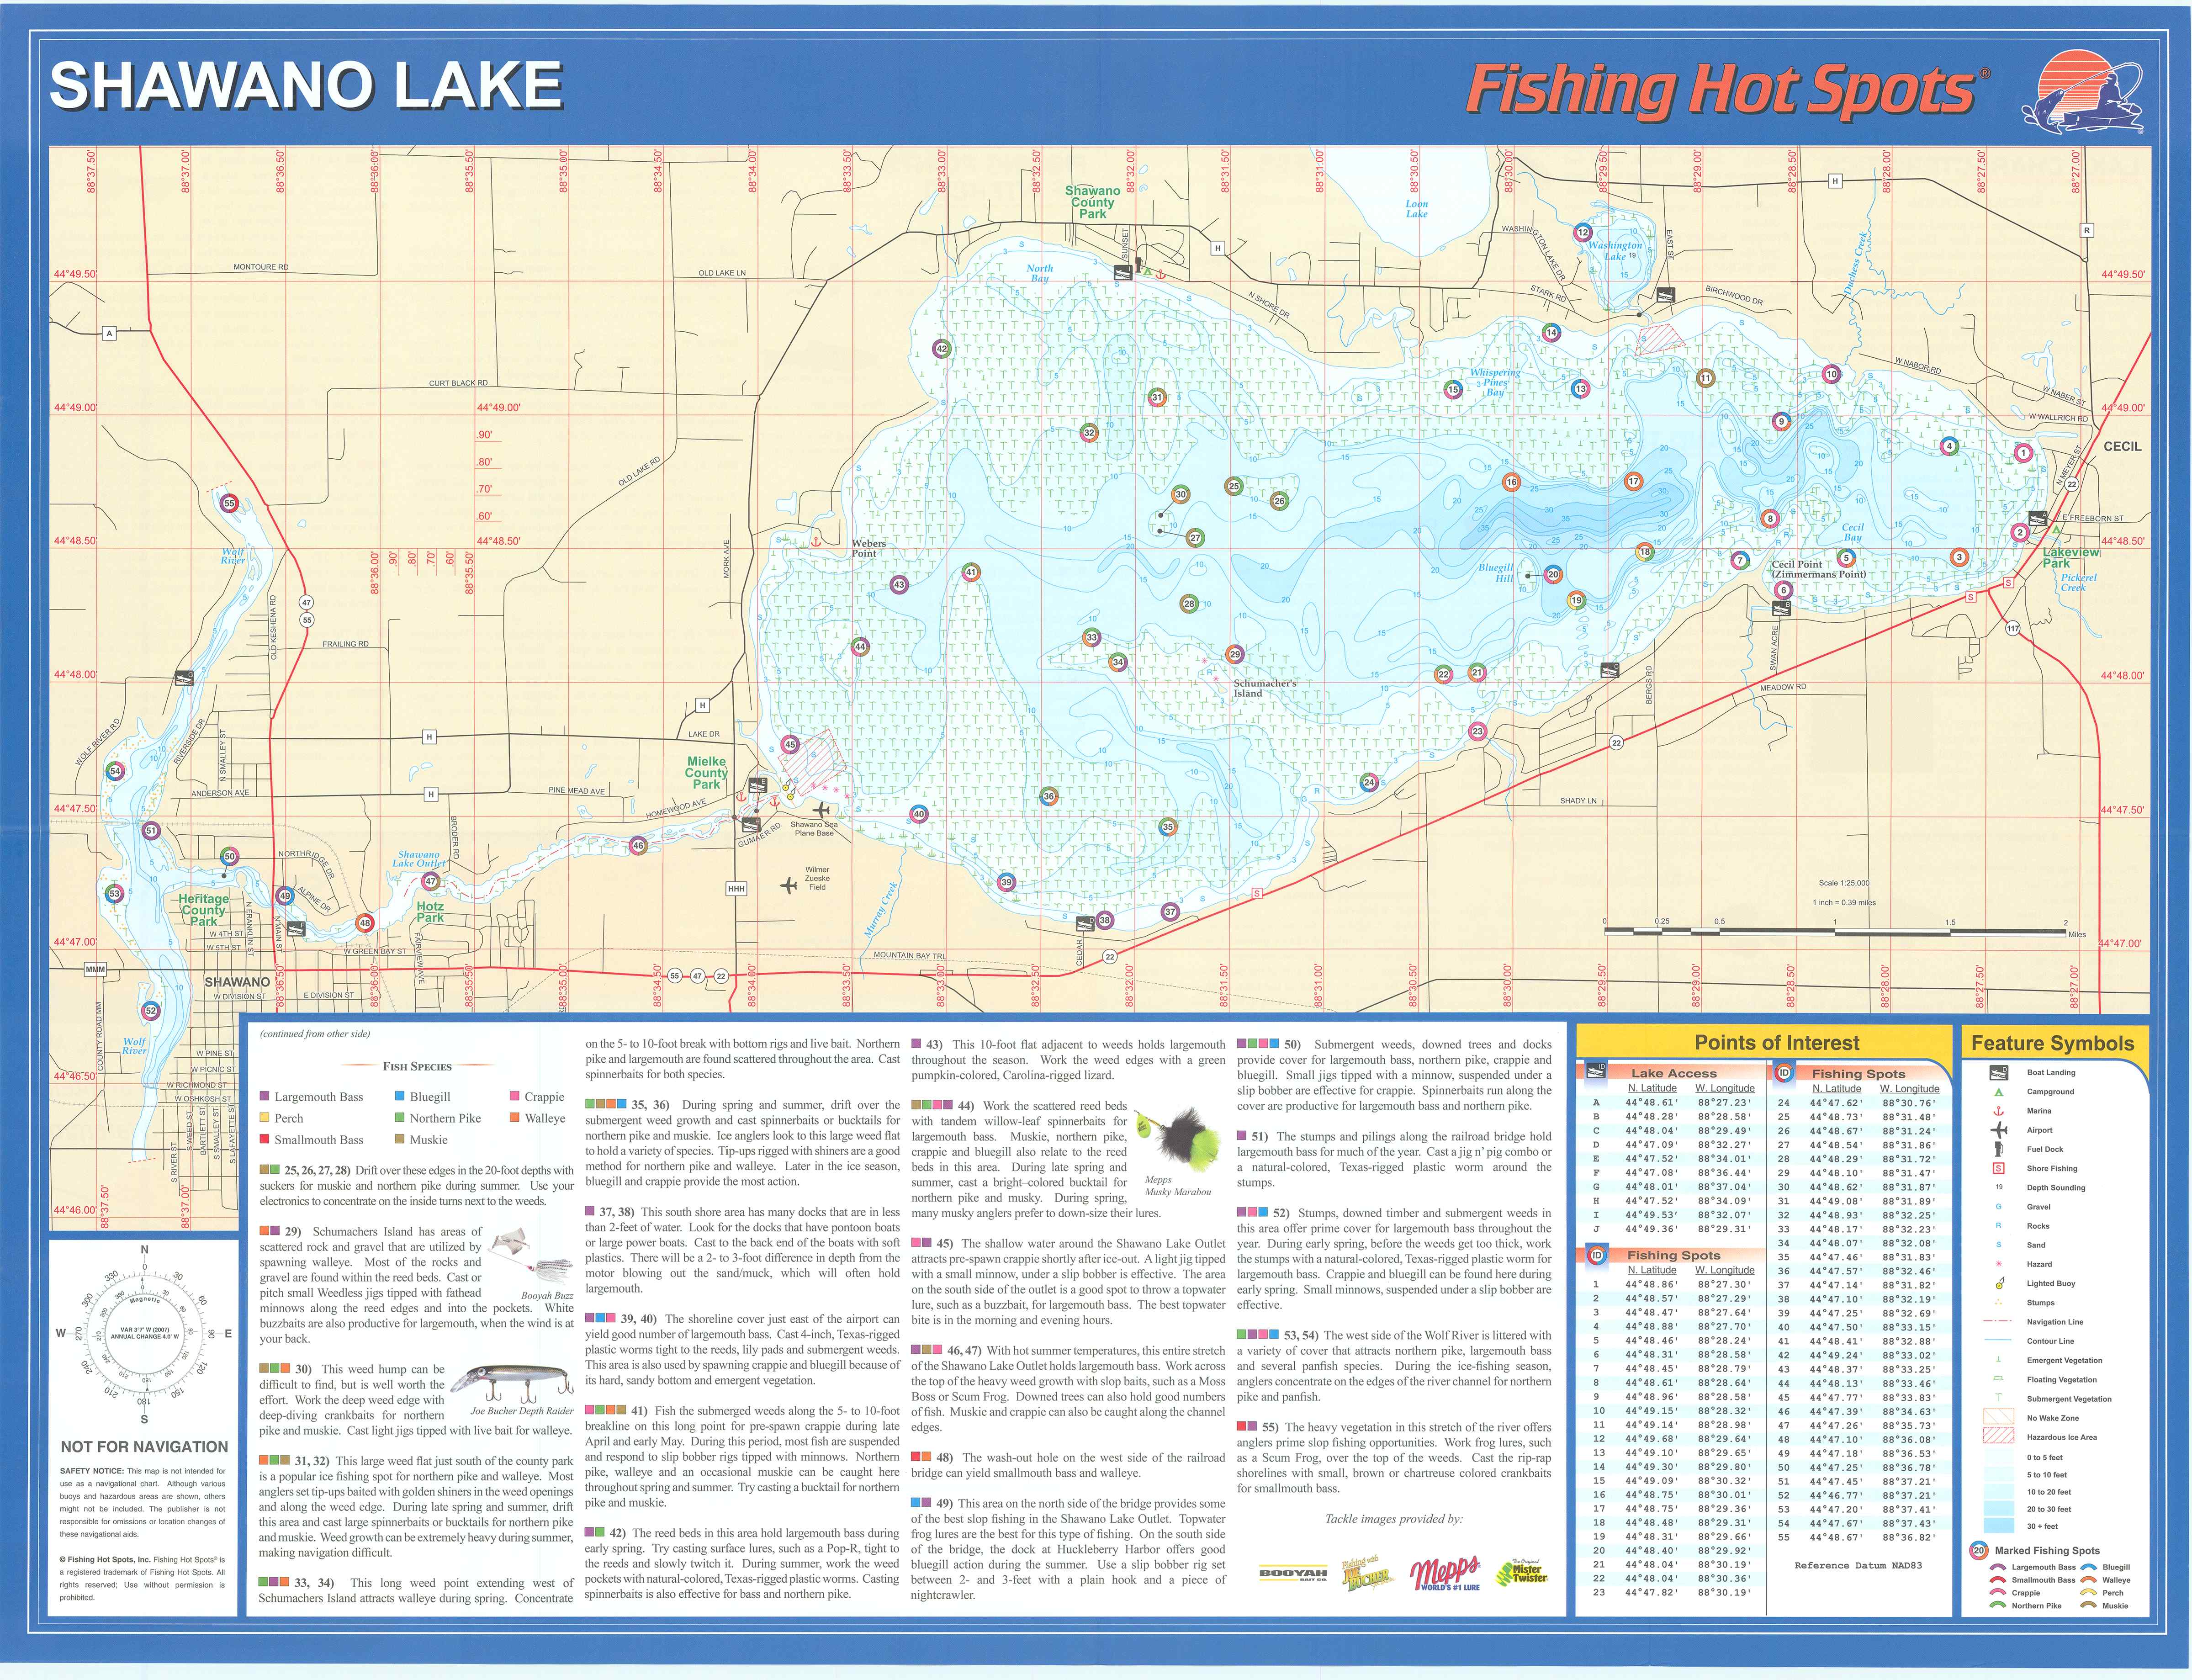 SHAWANO LAKE
Fishing Hot Spots®
88°37.50'
88°37.00'
88°36.50'
88°36.00'
88°35.50'
88°35.00'
88°34.50'
88°34.00'
88°33.50'
88°33.00'
88°32.50'
88°32.00'
88°31.50'
88°31.00'
88°30.50'
88°30.00'
88°29.50'
88°29.00'
88°28.50'
88°28.00'
88°27.50'
88°27.00'
44°49.50'
44°49.00'
44°48.50'
44°48.00'
44°47.50'
44°47.00'
44°46.50'
44°46.00'
Shawano
County
Park
North
Bay
Loon
Lake
Washington
Lake
Duchess Creek
Whispering
Pines
Bay
Webers
Point
Bluegill
Hill
Cecil
Bay
Cecil Point
(Zimmermans Point)
Schumacher's
Island
CECIL
Lakeview
Park
Pickerel
Creek
Mielke
County
Park
Shawano Sea
Plane Base
Wilmer
Zueske
Field
Murray Creek
Shawano
Lake Outlet
Hotz
Park
Heritage
County
Park
SHAWANO
Wolf
River
Wolf
River
MONTOURE RD
OLD LAKE LN
CURT BLACK RD
OLD LAKE RD
FRAILING RD
OLD KESHENA RD
MORK AVE
LAKE DR
PINE MEAD AVE
HOMEWOOD AVE
GUMAER RD
ANDERSON AVE
N SMALLEY ST
RIVERSIDE DR
WOLF RIVER RD
BRODER RD
NORTHRIDGE DR
ALPINE DR
W GREEN BAY ST
FAIRVIEW AVE
W 4TH ST
W 5TH ST
N FRANKLIN ST
N MAIN ST
W DIVISION ST
E DIVISION ST
MOUNTAIN BAY TRL
CEDAR
COUNTY ROAD MM
W PINE ST
W PICNIC ST
W RICHMOND ST
W OSHKOSH ST
S RIVER ST
S WEED ST
BARTLETT ST
S SMALLEY ST
S LAFAYETTE ST
SUNSET
N SHORE DR
WASHINGTON LAKE DR
STARK RD
EAST ST
BIRCHWOOD DR
W NABOR RD
W NABER ST
W WALLRICH RD
N MEYER ST
E FREEBORN ST
SWAN ACRE
MEADOW RD
BERGS RD
SHADY LN
Scale 1:25,000
1 inch = 0.39 miles
0 0.25 0.5 1 1.5 2
Miles
(continued from other side)
FISH SPECIES
Largemouth Bass Bluegill Crappie
Perch Northern Pike Walleye
Smallmouth Bass Muskie
25, 26, 27, 28) Drift over these edges in the 20-foot depths with
suckers for muskie and northern pike during summer. Use your
electronics to concentrate on the inside turns next to the weeds.
29) Schumachers Island has areas of
scattered rock and gravel that are utilized by
spawning walleye. Most of the rocks and
gravel are found within the reed beds. Cast or
pitch small Weedless jigs tipped with fathead
minnows along the reed edges and into the pockets. White
buzzbaits are also productive for largemouth, when the wind is at
your back.
Booyah Buzz
30) This weed hump can be
difficult to find, but is well worth the
effort. Work the deep weed edge with
deep-diving crankbaits for northern
pike and muskie. Cast light jigs tipped with live bait for walleye.
Joe Bucher Depth Raider
31, 32) This large weed flat just south of the county park
is a popular ice fishing spot for northern pike and walleye. Most
anglers set tip-ups baited with golden shiners in the weed openings
and along the weed edge. During late spring and summer, drift
this area and cast large spinnerbaits or bucktails for northern pike
and muskie. Weed growth can be extremely heavy during summer,
making navigation difficult.
33, 34) This long weed point extending west of
Schumachers Island attracts walleye during spring. Concentrate
on the 5- to 10-foot break with bottom rigs and live bait. Northern
pike and largemouth are found scattered throughout the area. Cast
spinnerbaits for both species.
35, 36) During spring and summer, drift over the
submergent weed growth and cast spinnerbaits or bucktails for
northern pike and muskie. Ice anglers look to this large weed flat
to hold a variety of species. Tip-ups rigged with shiners are a good
method for northern pike and walleye. Later in the ice season,
bluegill and crappie provide the most action.
37, 38) This south shore area has many docks that are in less
than 2-feet of water. Look for the docks that have pontoon boats
or large power boats. Cast to the back end of the boats with soft
plastics. There will be a 2- to 3-foot difference in depth from the
motor blowing out the sand/muck, which will often hold
largemouth.
39, 40) The shoreline cover just east of the airport can
yield good number of largemouth bass. Cast 4-inch, Texas-rigged
plastic worms tight to the reeds, lily pads and submergent weeds.
This area is also used by spawning crappie and bluegill because of
its hard, sandy bottom and emergent vegetation.
41) Fish the submerged weeds along the 5- to 10-foot
breakline on this long point for pre-spawn crappie during late
April and early May. During this period, most fish are suspended
and respond to slip bobber rigs tipped with minnows. Northern
pike, walleye and an occasional muskie can be caught here
throughout spring and summer. Try casting a bucktail for northern
pike and muskie.
42) The reed beds in this area hold largemouth bass during
early spring. Try casting surface lures, such as a Pop-R, tight to
the reeds and slowly twitch it. During summer, work the weed
pockets with natural-colored, Texas-rigged plastic worms. Casting
spinnerbaits is also effective for bass and northern pike.
43) This 10-foot flat adjacent to weeds holds largemouth
throughout the season. Work the weed edges with a green
pumpkin-colored, Carolina-rigged lizard.
44) Work the scattered reed beds
with tandem willow-leaf spinnerbaits for
largemouth bass. Muskie, northern pike,
crappie and bluegill also relate to the reed
beds in this area. During late spring and
summer, cast a bright–colored bucktail for
northern pike and musky. During spring,
many musky anglers prefer to down-size their lures.
Mepps
Musky Marabou
45) The shallow water around the Shawano Lake Outlet
attracts pre-spawn crappie shortly after ice-out. A light jig tipped
with a small minnow, under a slip bobber is effective. The area
on the south side of the outlet is a good spot to throw a topwater
lure, such as a buzzbait, for largemouth bass. The best topwater
bite is in the morning and evening hours.
46, 47) With hot summer temperatures, this entire stretch
of the Shawano Lake Outlet holds largemouth bass. Work across
the top of the heavy weed growth with slop baits, such as a Moss
Boss or Scum Frog. Downed trees can also hold good numbers
of fish. Muskie and crappie can also be caught along the channel
edges.
48) The wash-out hole on the west side of the railroad
bridge can yield smallmouth bass and walleye.
49) This area on the north side of the bridge provides some
of the best slop fishing in the Shawano Lake Outlet. Topwater
frog lures are the best for this type of fishing. On the south side
of the bridge, the dock at Huckleberry Harbor offers good
bluegill action during the summer. Use a slip bobber rig set
between 2- and 3-feet with a plain hook and a piece of
nightcrawler.
50) Submergent weeds, downed trees and docks
provide cover for largemouth bass, northern pike, crappie and
bluegill. Small jigs tipped with a minnow, suspended under a
slip bobber are effective for crappie. Spinnerbaits run along the
cover are productive for largemouth bass and northern pike.
51) The stumps and pilings along the railroad bridge hold
largemouth bass for much of the year. Cast a jig n' pig combo or
a natural-colored, Texas-rigged plastic worm around the
stumps.
52) Stumps, downed timber and submergent weeds in
this area offer prime cover for largemouth bass throughout the
year. During early spring, before the weeds get too thick, work
the stumps with a natural-colored, Texas-rigged plastic worm for
largemouth bass. Crappie and bluegill can be found here during
early spring. Small minnows, suspended under a slip bobber are
effective.
53, 54) The west side of the Wolf River is littered with
a variety of cover that attracts northern pike, largemouth bass
and several panfish species. During the ice-fishing season,
anglers concentrate on the edges of the river channel for northern
pike and panfish.
55) The heavy vegetation in this stretch of the river offers
anglers prime slop fishing opportunities. Work frog lures, such
as a Scum Frog, over the top of the weeds. Cast the rip-rap
shorelines with small, brown or chartreuse colored crankbaits
for smallmouth bass.
Tackle images provided by:
BOOYAH
BAIT CO.
Fishing with
JOE BUCHER
Mepps
WORLD'S #1 LURE
The Original
Mister Twister
N
E
S
W
Magnetic
VAR 3°7' W (2007)
ANNUAL CHANGE 4.0' W
NOT FOR NAVIGATION
SAFETY NOTICE: This map is not intended for
use as a navigational chart. Although various
buoys and hazardous areas are shown, others
might not be included. The publisher is not
responsible for omissions or location changes of
these navigational aids.
© Fishing Hot Spots, Inc. Fishing Hot Spots® is
a registered trademark of Fishing Hot Spots. All
rights reserved; Use without permission is
prohibited.
Points of Interest
Lake Access
N. Latitude W. Longitude
A 44°48.61' 88°27.23'
B 44°48.28' 88°28.58'
C 44°48.04' 88°29.49'
D 44°47.09' 88°32.27'
E 44°47.52' 88°34.01'
F 44°47.08' 88°36.44'
G 44°48.01' 88°37.04'
H 44°47.52' 88°34.09'
I 44°49.53' 88°32.07'
J 44°49.36' 88°29.31'
Fishing Spots
N. Latitude W. Longitude
1 44°48.86' 88°27.30'
2 44°48.57' 88°27.29'
3 44°48.47' 88°27.64'
4 44°48.88' 88°27.70'
5 44°48.46' 88°28.24'
6 44°48.31' 88°28.58'
7 44°48.45' 88°28.79'
8 44°48.61' 88°28.64'
9 44°48.96' 88°28.58'
10 44°49.15' 88°28.32'
11 44°49.14' 88°28.98'
12 44°49.68' 88°29.64'
13 44°49.10' 88°29.65'
14 44°49.30' 88°29.80'
15 44°49.09' 88°30.32'
16 44°48.75' 88°30.01'
17 44°48.75' 88°29.36'
18 44°48.48' 88°29.31'
19 44°48.31' 88°29.66'
20 44°48.40' 88°29.92'
21 44°48.04' 88°30.19'
22 44°48.04' 88°30.36'
23 44°47.82' 88°30.19'
Fishing Spots
N. Latitude W. Longitude
24 44°47.62' 88°30.76'
25 44°48.73' 88°31.48'
26 44°48.67' 88°31.24'
27 44°48.54' 88°31.86'
28 44°48.29' 88°31.72'
29 44°48.10' 88°31.47'
30 44°48.62' 88°31.87'
31 44°49.08' 88°31.89'
32 44°48.93' 88°32.25'
33 44°48.17' 88°32.23'
34 44°48.07' 88°32.08'
35 44°47.46' 88°31.83'
36 44°47.57' 88°32.46'
37 44°47.14' 88°31.82'
38 44°47.10' 88°32.19'
39 44°47.25' 88°32.69'
40 44°47.50' 88°33.15'
41 44°48.41' 88°32.88'
42 44°49.24' 88°33.02'
43 44°48.37' 88°33.25'
44 44°48.13' 88°33.46'
45 44°47.77' 88°33.83'
46 44°47.39' 88°34.63'
47 44°47.26' 88°35.73'
48 44°47.10' 88°36.08'
49 44°47.18' 88°36.53'
50 44°47.25' 88°36.78'
51 44°47.45' 88°37.21'
52 44°46.77' 88°37.21'
53 44°47.20' 88°37.41'
54 44°47.67' 88°37.43'
55 44°48.67' 88°36.82'
Reference Datum NAD83
Feature Symbols
Boat Landing
Campground
Marina
Airport
Fuel Dock
S Shore Fishing
19 Depth Sounding
G Gravel
R Rocks
S Sand
Hazard
Lighted Buoy
Stumps
Navigation Line
Contour Line
Emergent Vegetation
Floating Vegetation
Submergent Vegetation
No Wake Zone
Hazardous Ice Area
0 to 5 feet
5 to 10 feet
10 to 20 feet
20 to 30 feet
30 + feet
20 Marked Fishing Spots
Largemouth Bass Bluegill
Smallmouth Bass Walleye
Crappie Perch
Northern Pike Muskie